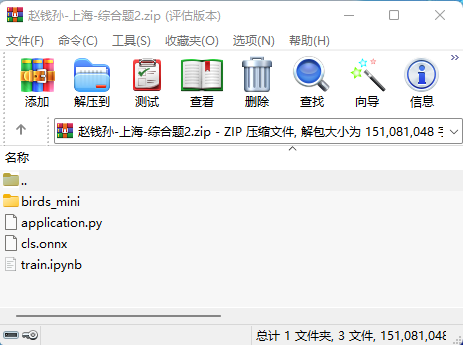 赵钱孙-上海-综合题2.zip (评估版本)
文件(F) 命令(C) 工具(S) 收藏夹(O) 选项(N) 帮助(H)
添加 解压到 测试 查看 删除 查找 向导 信息
赵钱孙-上海-综合题2.zip - ZIP 压缩文件, 解包大小为 151,081,048
名称
..
birds_mini
application.py
cls.onnx
train.ipynb
总计 1 文件夹, 3 文件, 151,081,048